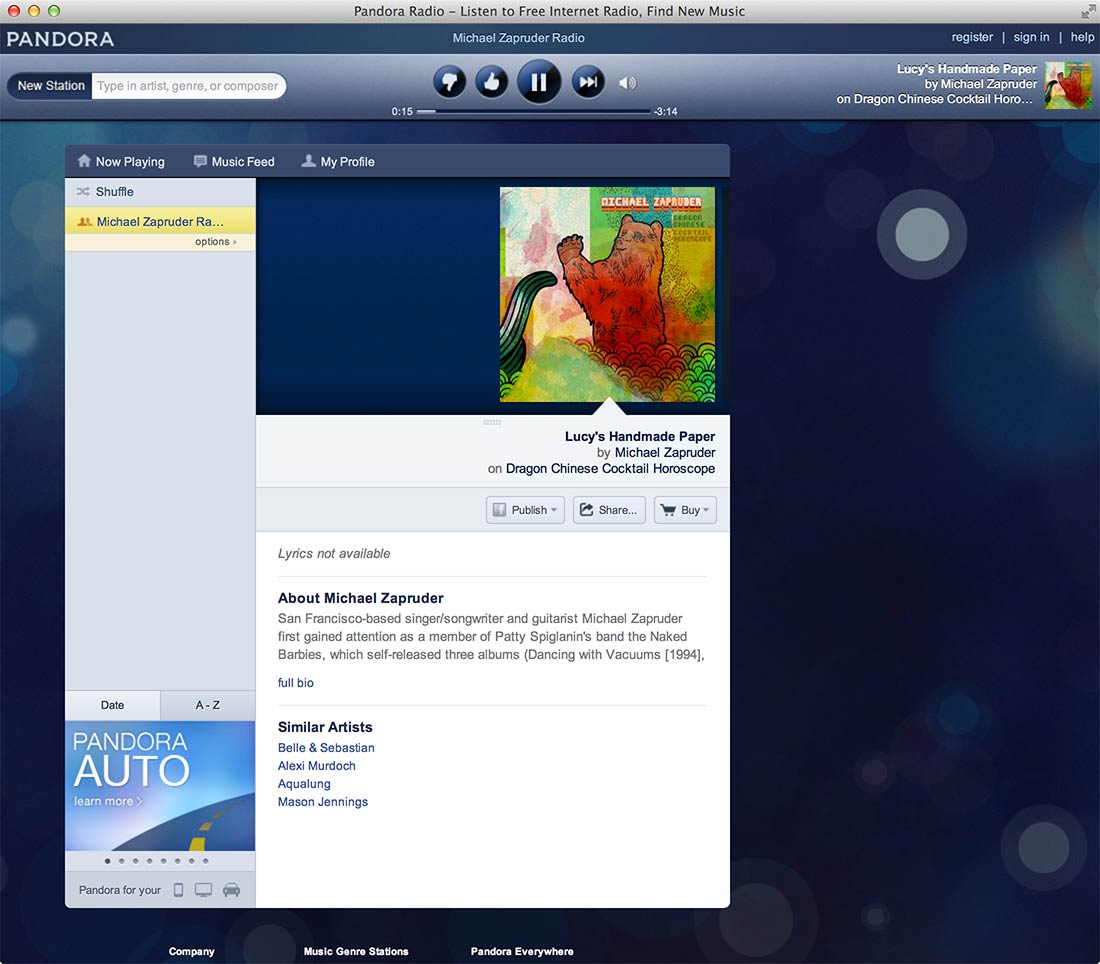 Pandora Radio – Listen to Free Internet Radio, Find New Music
PANDORA
Michael Zapruder Radio
register | sign in | help
New Station
Type in artist, genre, or composer
0:15
-3:14
Lucy's Handmade Paper
by Michael Zapruder
on Dragon Chinese Cocktail Horo…
Now Playing
Music Feed
My Profile
Shuffle
Michael Zapruder Ra…
options
MICHAEL ZAPRUDER
DRAGON
CHINESE
COCKTAIL
HOROSCOPE
Lucy's Handmade Paper
by Michael Zapruder
on Dragon Chinese Cocktail Horoscope
Publish
Share...
Buy
Lyrics not available
About Michael Zapruder
San Francisco-based singer/songwriter and guitarist Michael Zapruder
first gained attention as a member of Patty Spiglanin's band the Naked
Barbies, which self-released three albums (Dancing with Vacuums [1994],
full bio
Similar Artists
Belle & Sebastian
Alexi Murdoch
Aqualung
Mason Jennings
Date
A - Z
PANDORA
AUTO
learn more >
Pandora for your
Company
Music Genre Stations
Pandora Everywhere